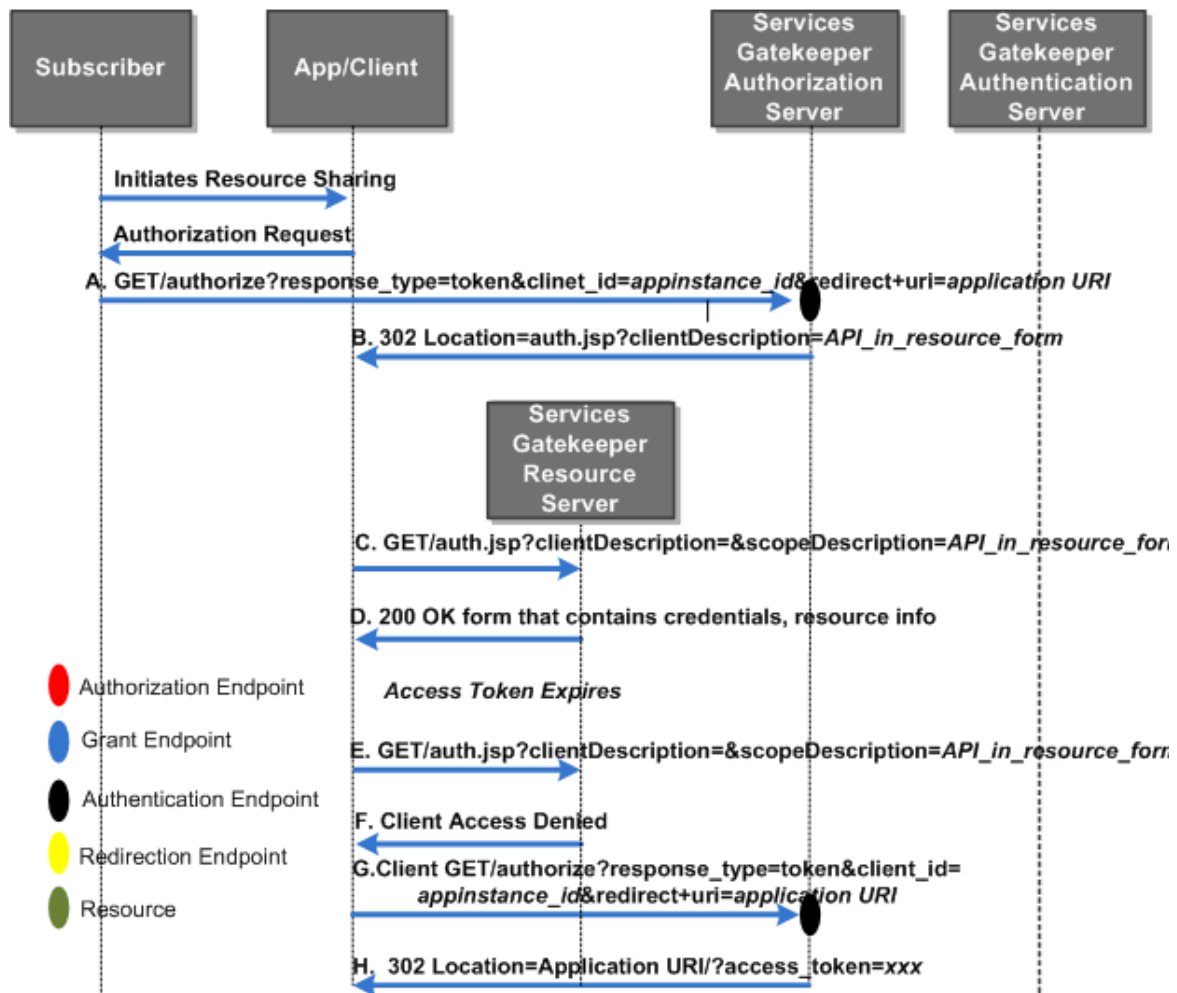 Subscriber
App/Client
Services
Gatekeeper
Authorization
Server
Services
Gatekeeper
Authentication
Server
Initiates Resource Sharing
Authorization Request
A. GET/authorize?response_type=token&clinet_id=appinstance_id&redirect+uri=application URI
B. 302 Location=auth.jsp?clientDescription=API_in_resource_form
Services
Gatekeeper
Resource
Server
C. GET/auth.jsp?clientDescription=&scopeDescription=API_in_resource_for
D. 200 OK form that contains credentials, resource info
Authorization Endpoint
Access Token Expires
Grant Endpoint
E. GET/auth.jsp?clientDescription=&scopeDescription=API_in_resource_for
Authentication Endpoint
F. Client Access Denied
Redirection Endpoint
G.Client GET/authorize?response_type=token&client_id=
appinstance_id&redirect+uri=application URI
Resource
H. 302 Location=Application URI/?access_token=xxx